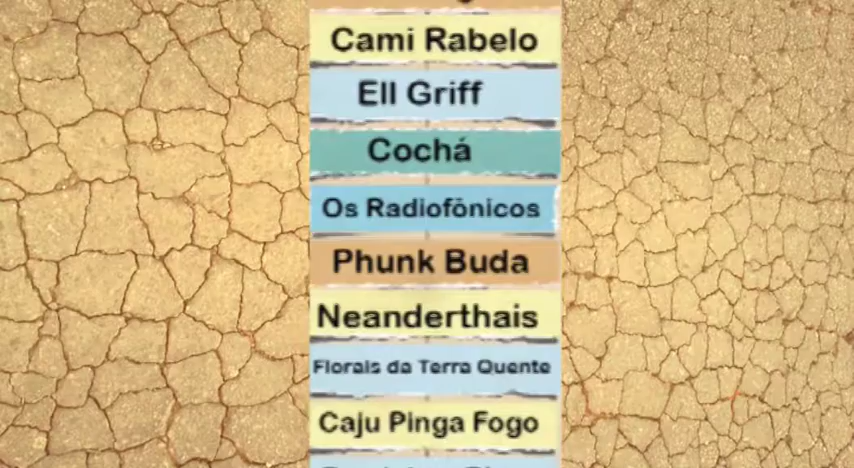 Cami Rabelo
Ell Griff
Cochá
Os Radiofônicos
Phunk Buda
Neanderthais
Florais da Terra Quente
Caju Pinga Fogo